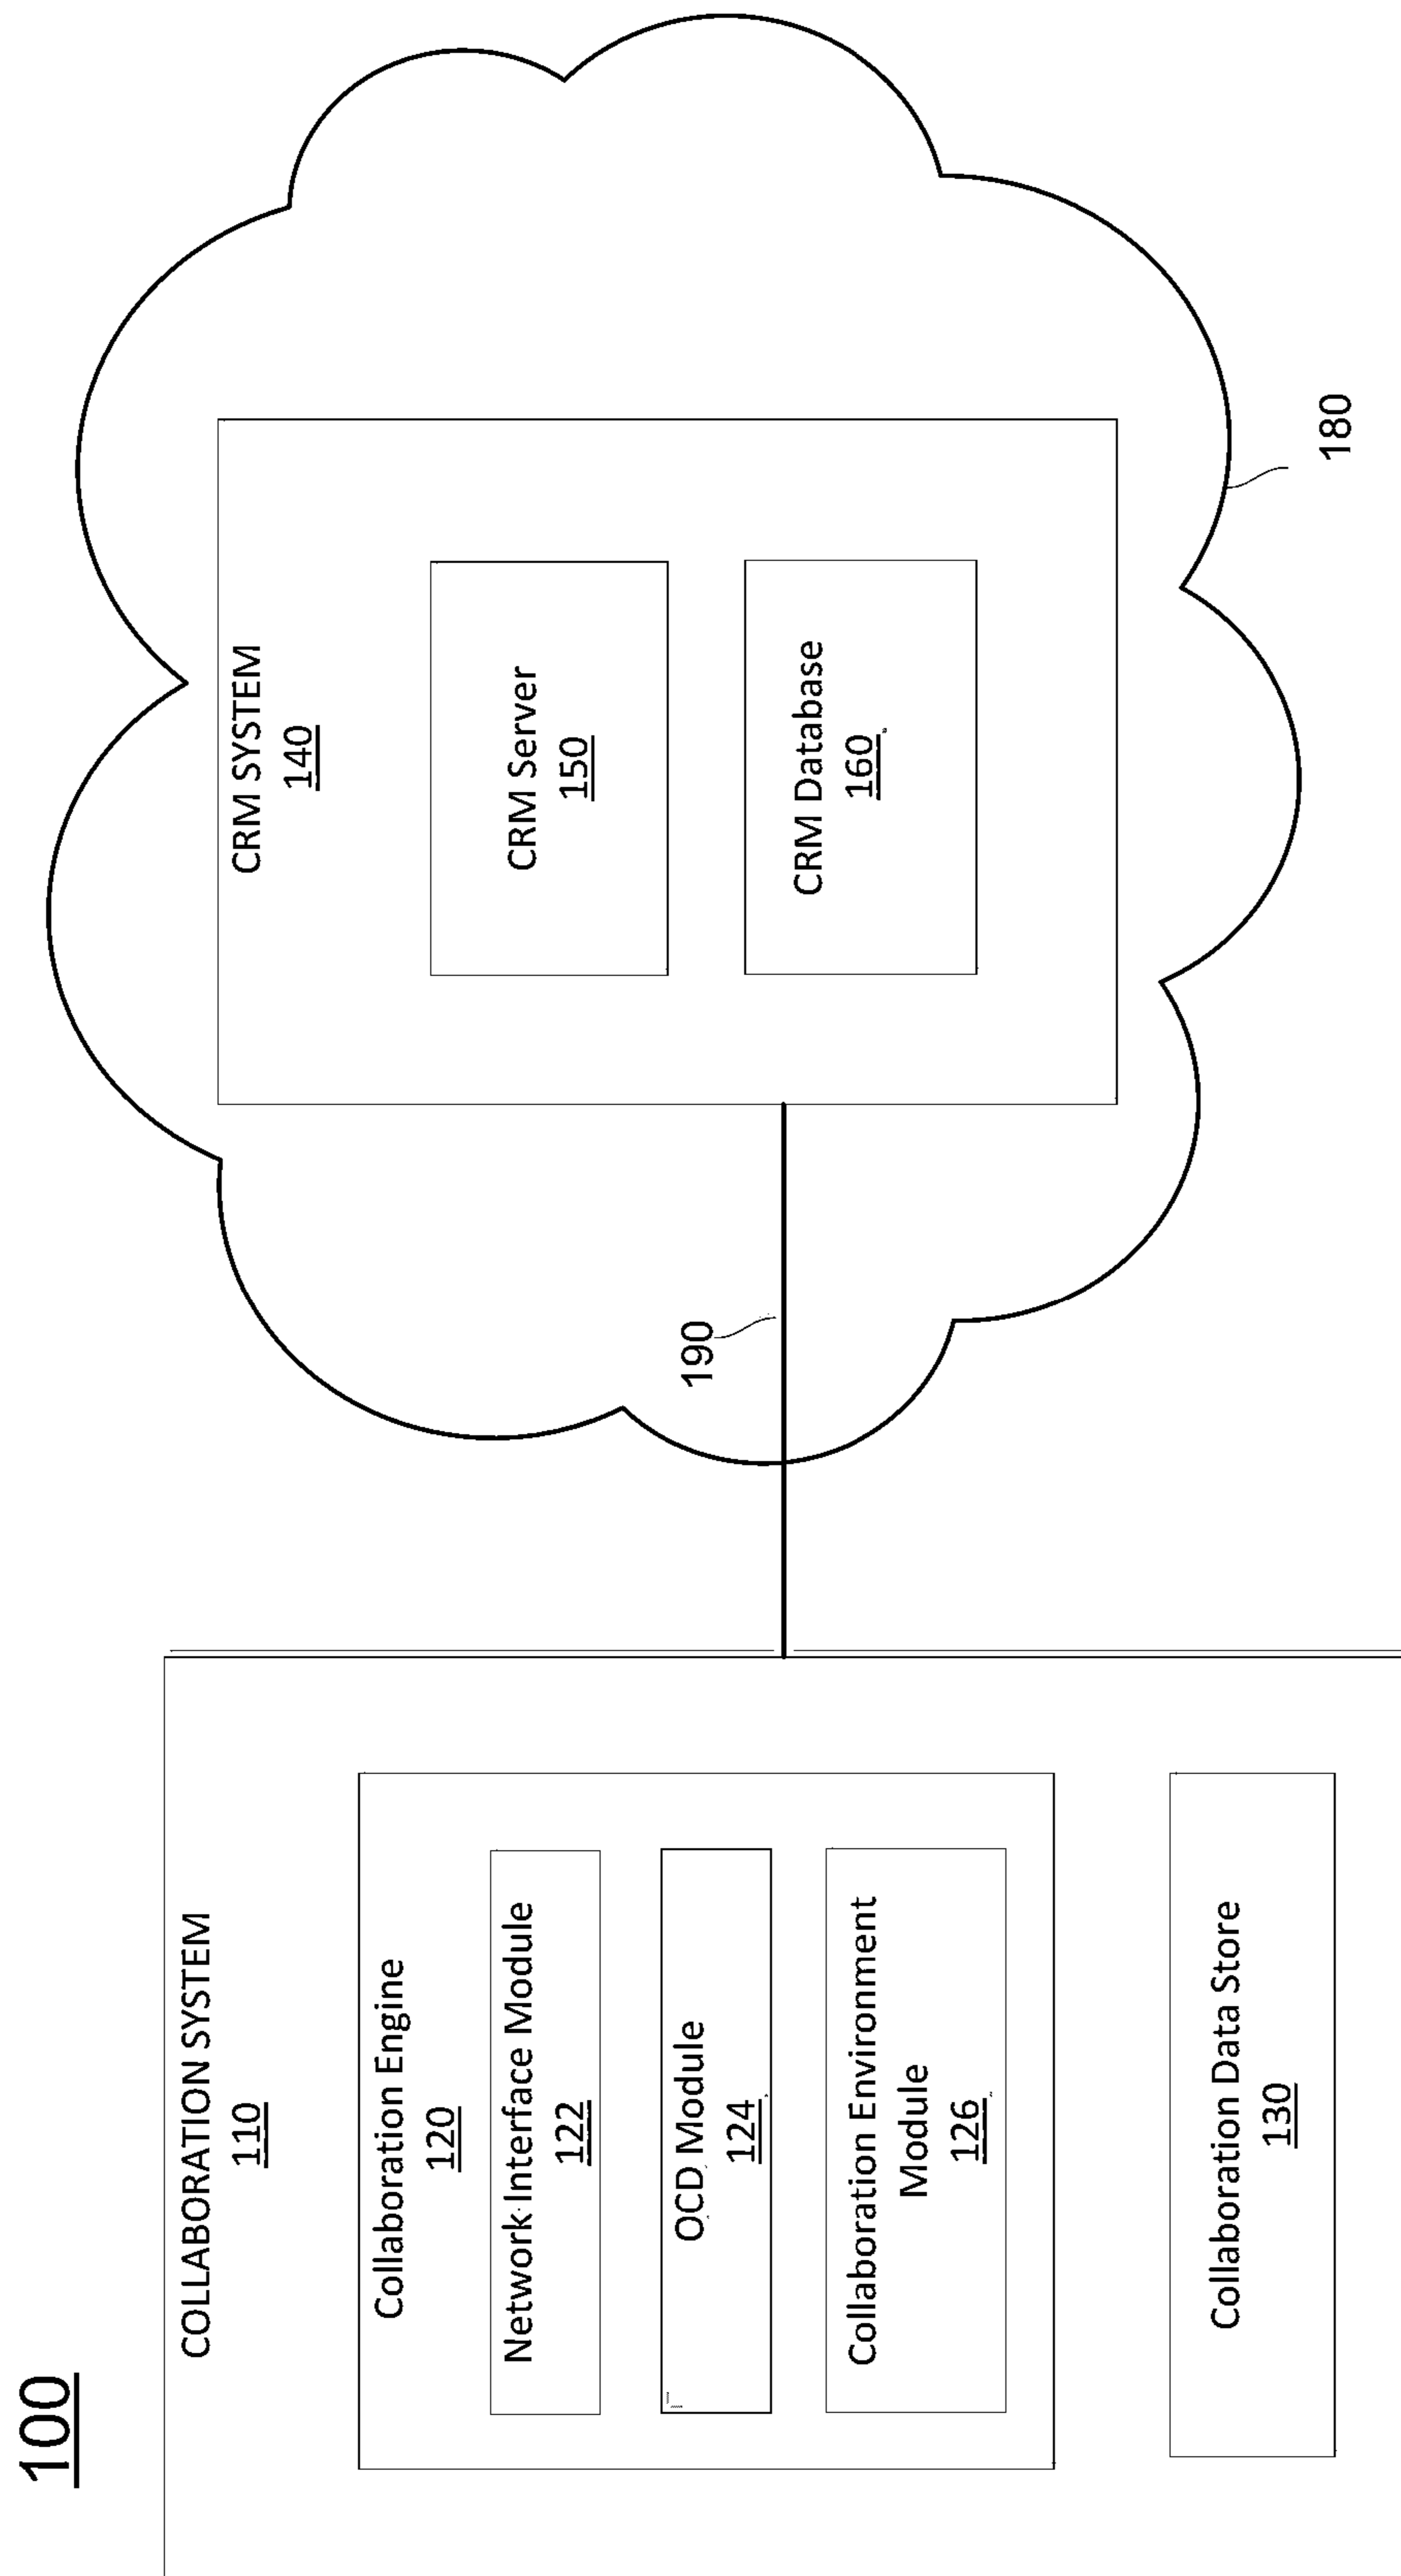 100
COLLABORATION SYSTEM
110
Collaboration Engine
120
Network Interface Module
122
OCD Module
124
Collaboration Environment
Module
126
Collaboration Data Store
130
190
CRM SYSTEM
140
CRM Server
150
CRM Database
160
180